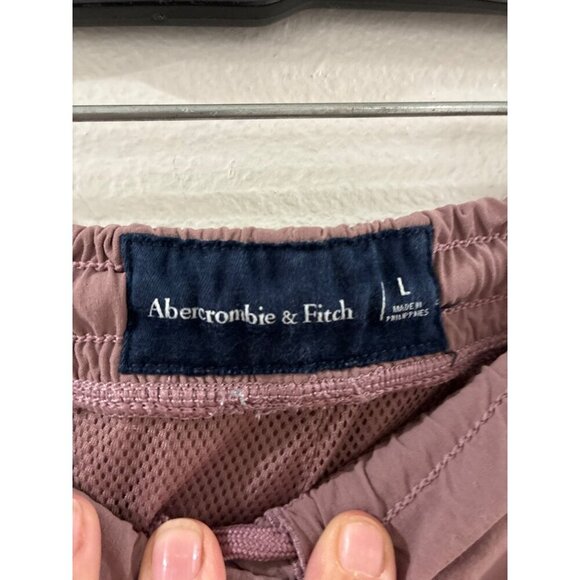 Abercrombie & Fitch
L
MADE IN
PHILIPPINES